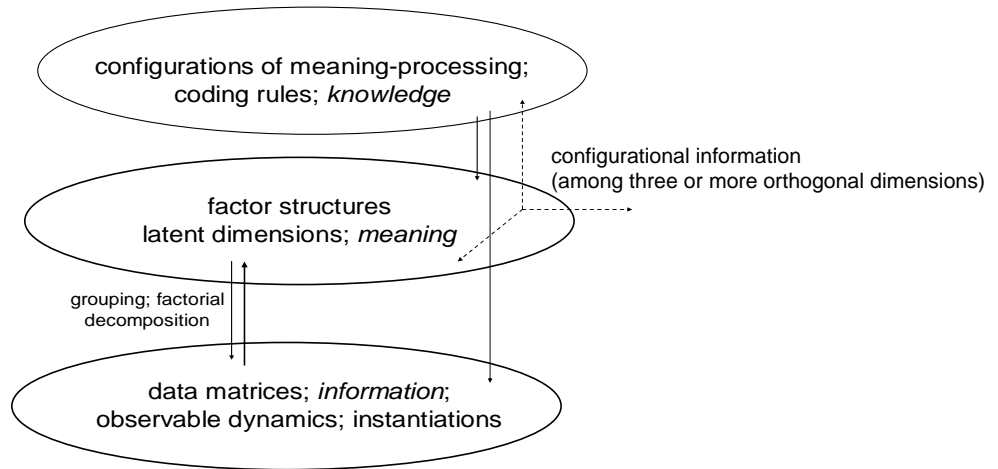 configurations of meaning-processing;
coding rules; knowledge
configurational information
(among three or more orthogonal dimensions)
factor structures
latent dimensions; meaning
grouping; factorial
decomposition
data matrices; information;
observable dynamics; instantiations